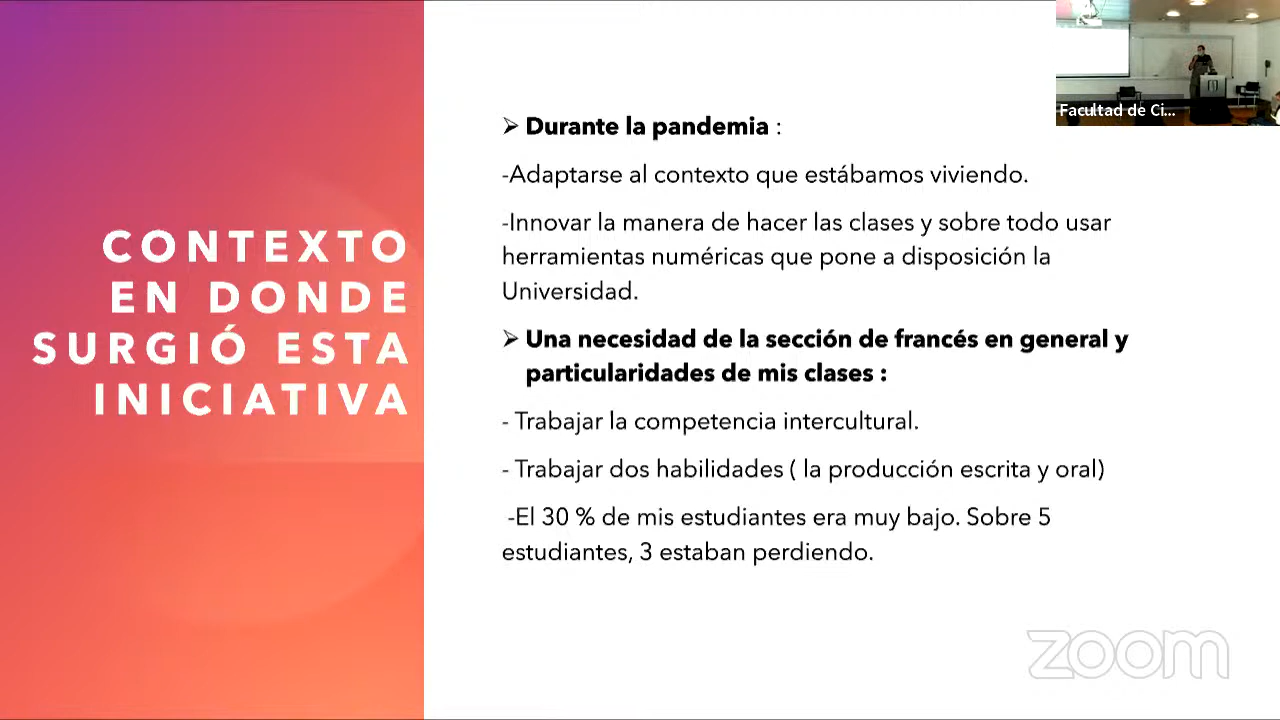 CONTEXTO
EN DONDE
SURGIÓ ESTA
INICIATIVA
➢ Durante la pandemia :
-Adaptarse al contexto que estábamos viviendo.
-Innovar la manera de hacer las clases y sobre todo usar
herramientas numéricas que pone a disposición la
Universidad.
➢ Una necesidad de la sección de francés en general y
particularidades de mis clases :
- Trabajar la competencia intercultural.
- Trabajar dos habilidades ( la producción escrita y oral)
-El 30 % de mis estudiantes era muy bajo. Sobre 5
estudiantes, 3 estaban perdiendo.
Facultad de Ci...
zoom